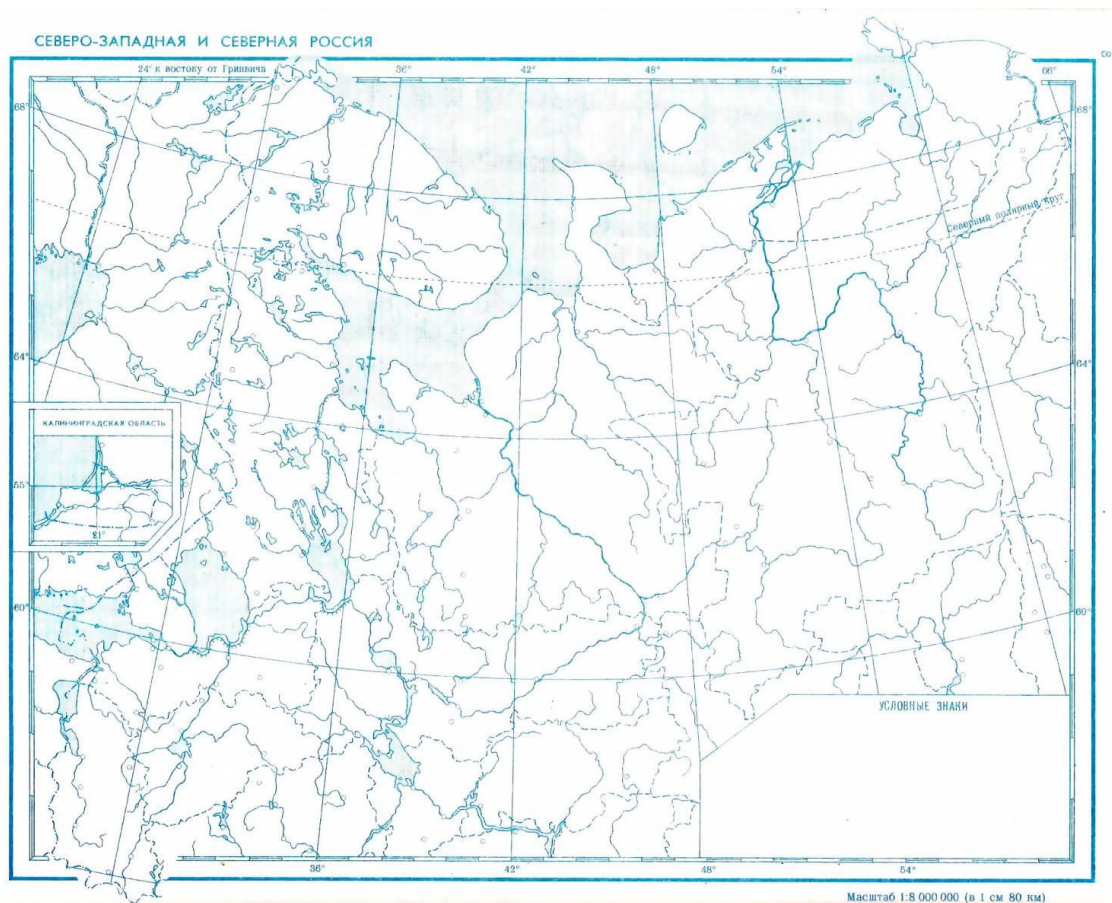 СЕВЕРО-ЗАПАДНАЯ И СЕВЕРНАЯ РОССИЯ
со
24° к востоку от Гринвича
36°
42°
48°
54°
66°
68°
68°
Северный полярный круг
64°
64°
КАЛИНИНГРАДСКАЯ ОБЛАСТЬ
55°
21°
60°
60°
УСЛОВНЫЕ ЗНАКИ
36°
42°
48°
54°
Масштаб 1:8 000 000 (в 1 см 80 км)